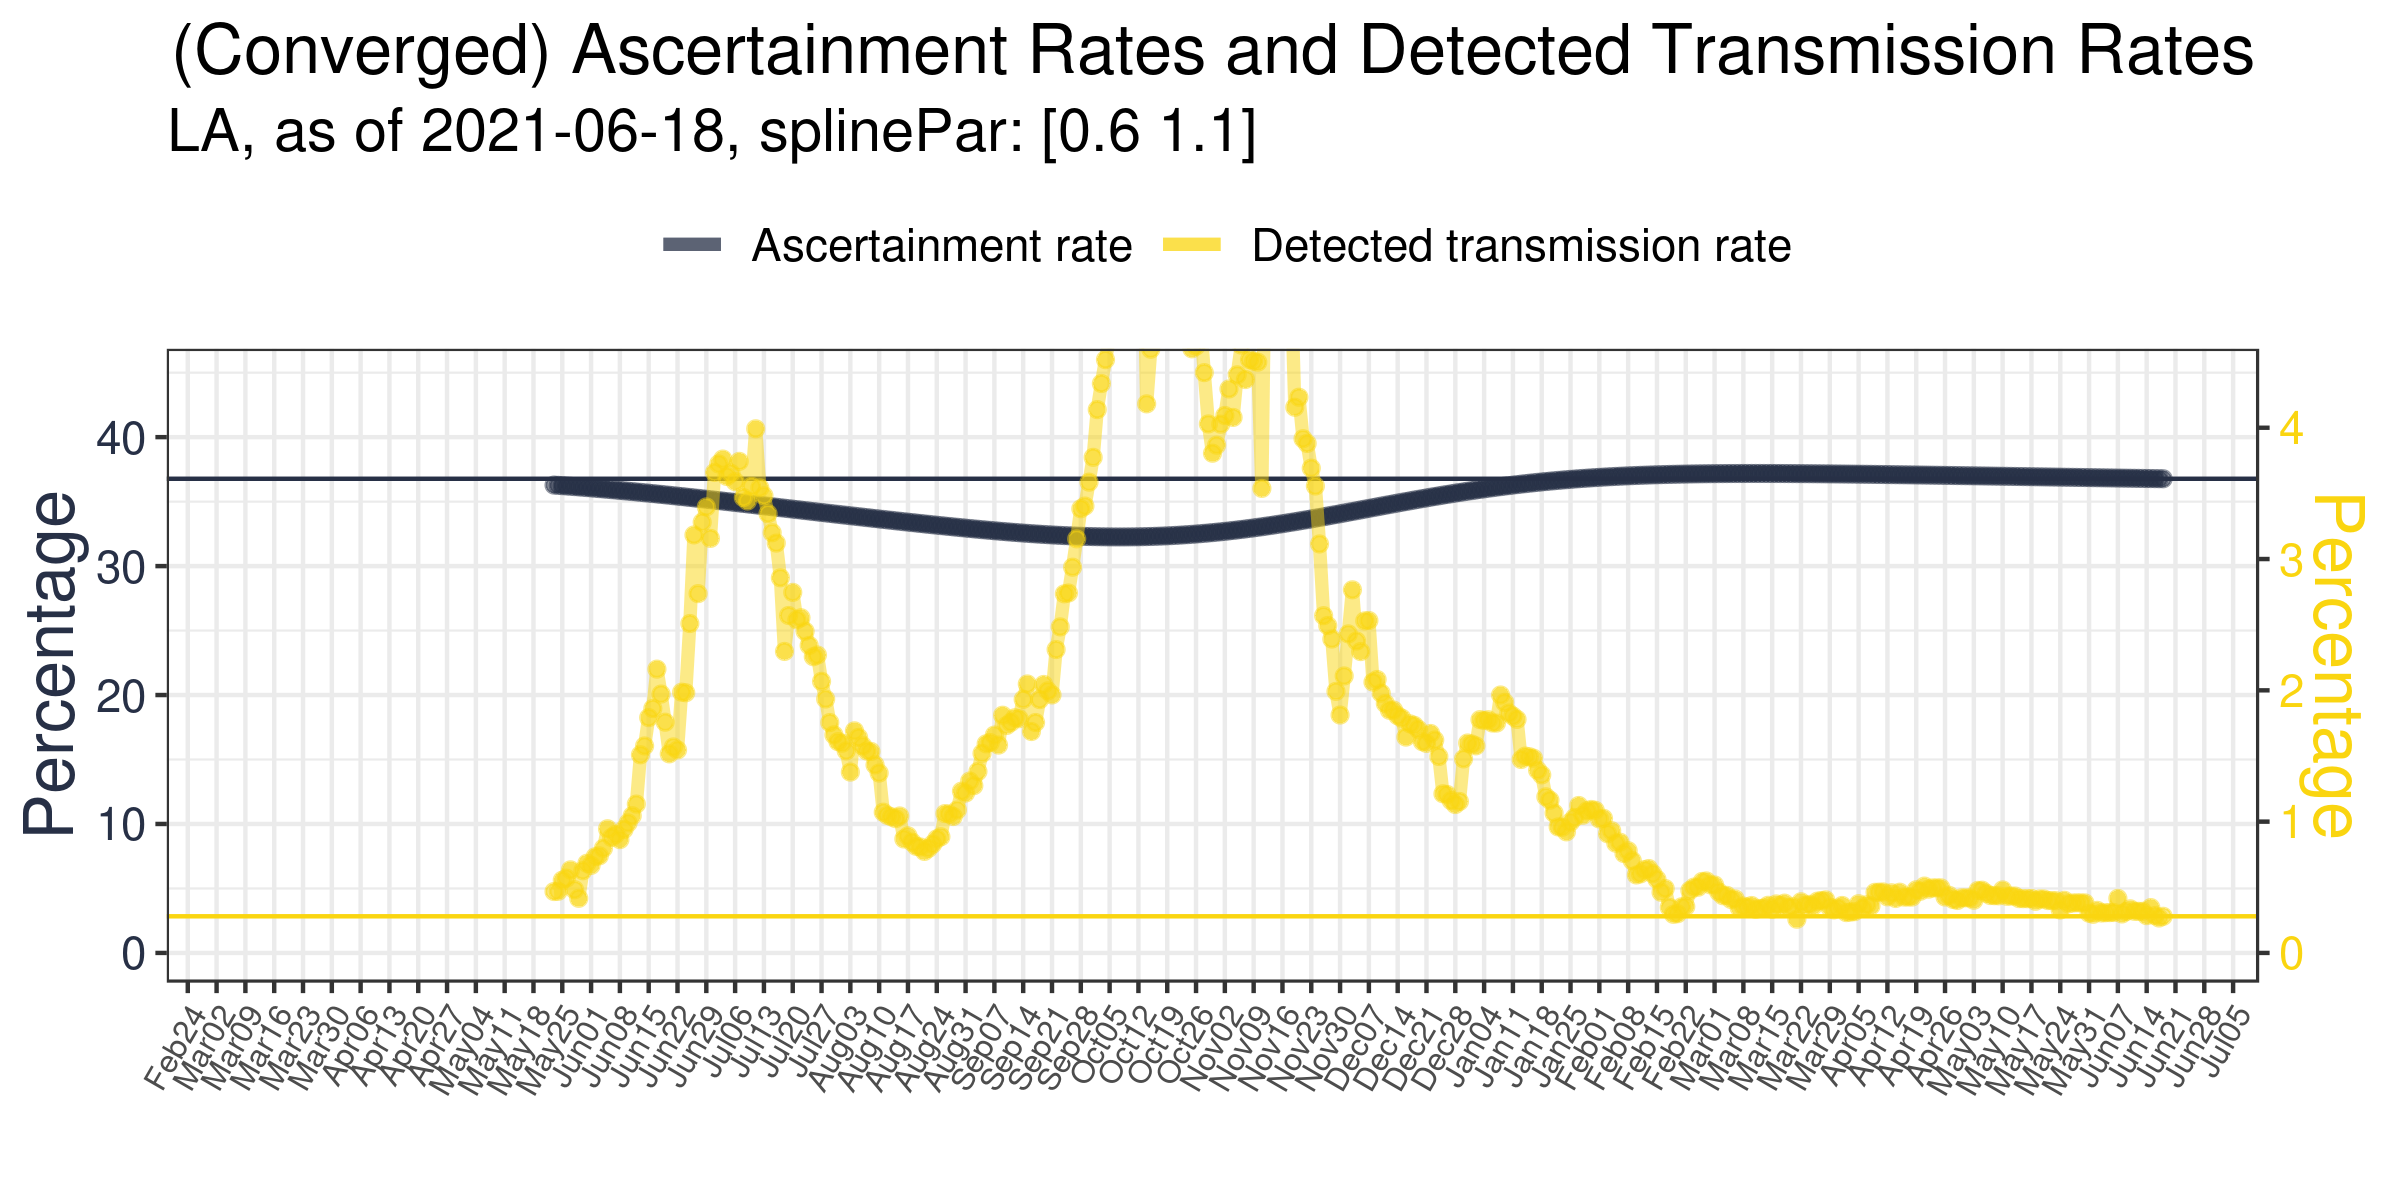 (Converged) Ascertainment Rates and Detected Transmission Rates
LA, as of 2021-06-18, splinePar: [0.6 1.1]
Ascertainment rate Detected transmission rate
Percentage
40
30
20
10
0
4
3
2
1
0
Percentage
Feb24 Mar02 Mar09 Mar16 Mar23 Mar30 Apr06 Apr13 Apr20 Apr27 May04 May11 May18 May25 Jun01 Jun08 Jun15 Jun22 Jun29 Jul06 Jul13 Jul20 Jul27 Aug03 Aug10 Aug17 Aug24 Aug31 Sep07 Sep14 Sep21 Sep28 Oct05 Oct12 Oct19 Oct26 Nov02 Nov09 Nov16 Nov23 Nov30 Dec07 Dec14 Dec21 Dec28 Jan04 Jan11 Jan18 Jan25 Feb01 Feb08 Feb15 Feb22 Mar01 Mar08 Mar15 Mar22 Mar29 Apr05 Apr12 Apr19 Apr26 May03 May10 May17 May24 May31 Jun07 Jun14 Jun21 Jun28 Jul05